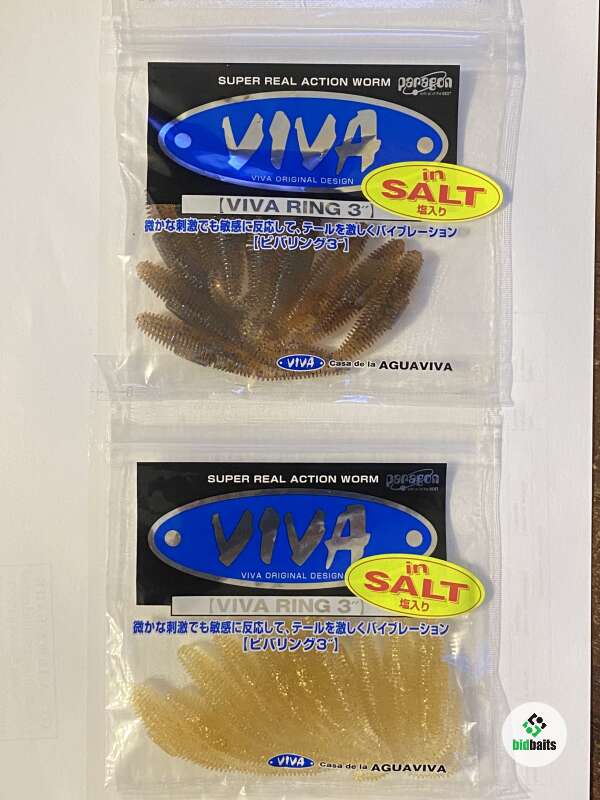 SUPER REAL ACTION WORM paragon
VIVA
VIVA ORIGINAL DESIGN
in
SALT
塩入り
[VIVA RING 3"]
微かな刺激でも敏感に反応して、テールを激しくバイブレーション
【ビバリング3"】
VIVA Casa de la AGUAVIVA
SUPER REAL ACTION WORM paragon
VIVA
VIVA ORIGINAL DESIGN
in
SALT
塩入り
[VIVA RING 3"]
微かな刺激でも敏感に反応して、テールを激しくバイブレーション
【ビバリング3"】
VIVA Casa de la AGUAVIVA
bidbaits